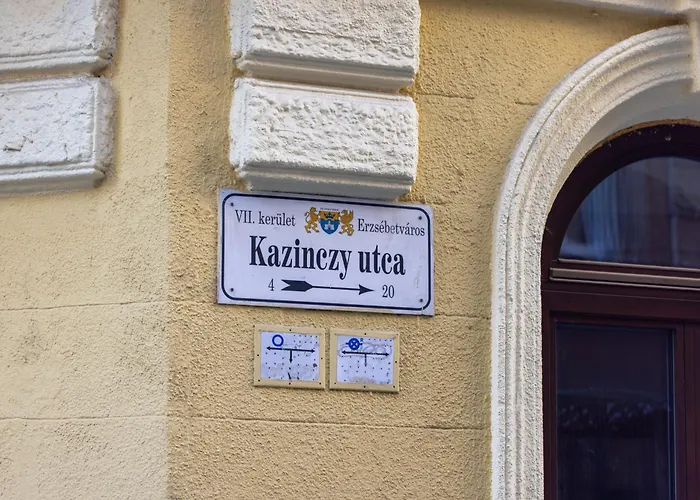 VII. kerület Erzsébetváros
Kazinczy utca
4 20